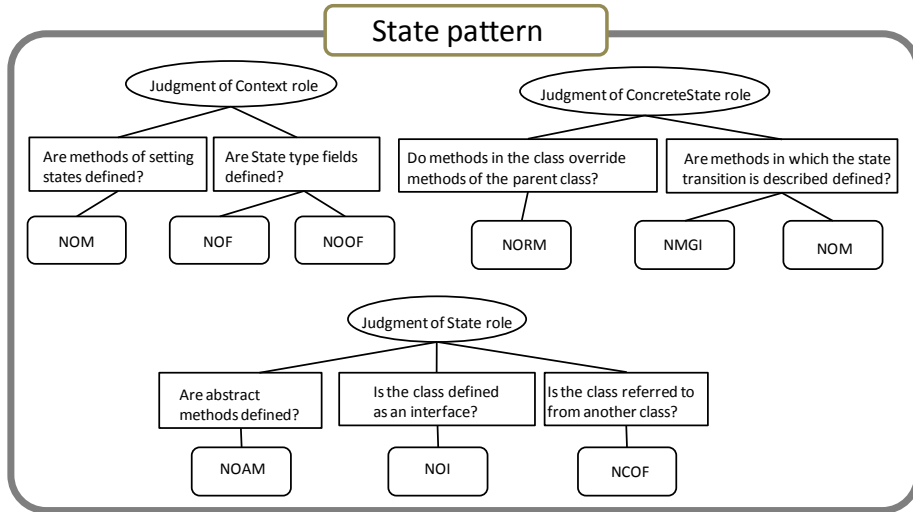 State pattern
Judgment of Context role
Are methods of setting
states defined?
Are State type fields
defined?
NOM
NOF
NOOF
Judgment of ConcreteState role
Do methods in the class override
methods of the parent class?
Are methods in which the state
transition is described defined?
NORM
NMGI
NOM
Judgment of State role
Are abstract
methods defined?
Is the class defined
as an interface?
Is the class referred to
from another class?
NOAM
NOI
NCOF